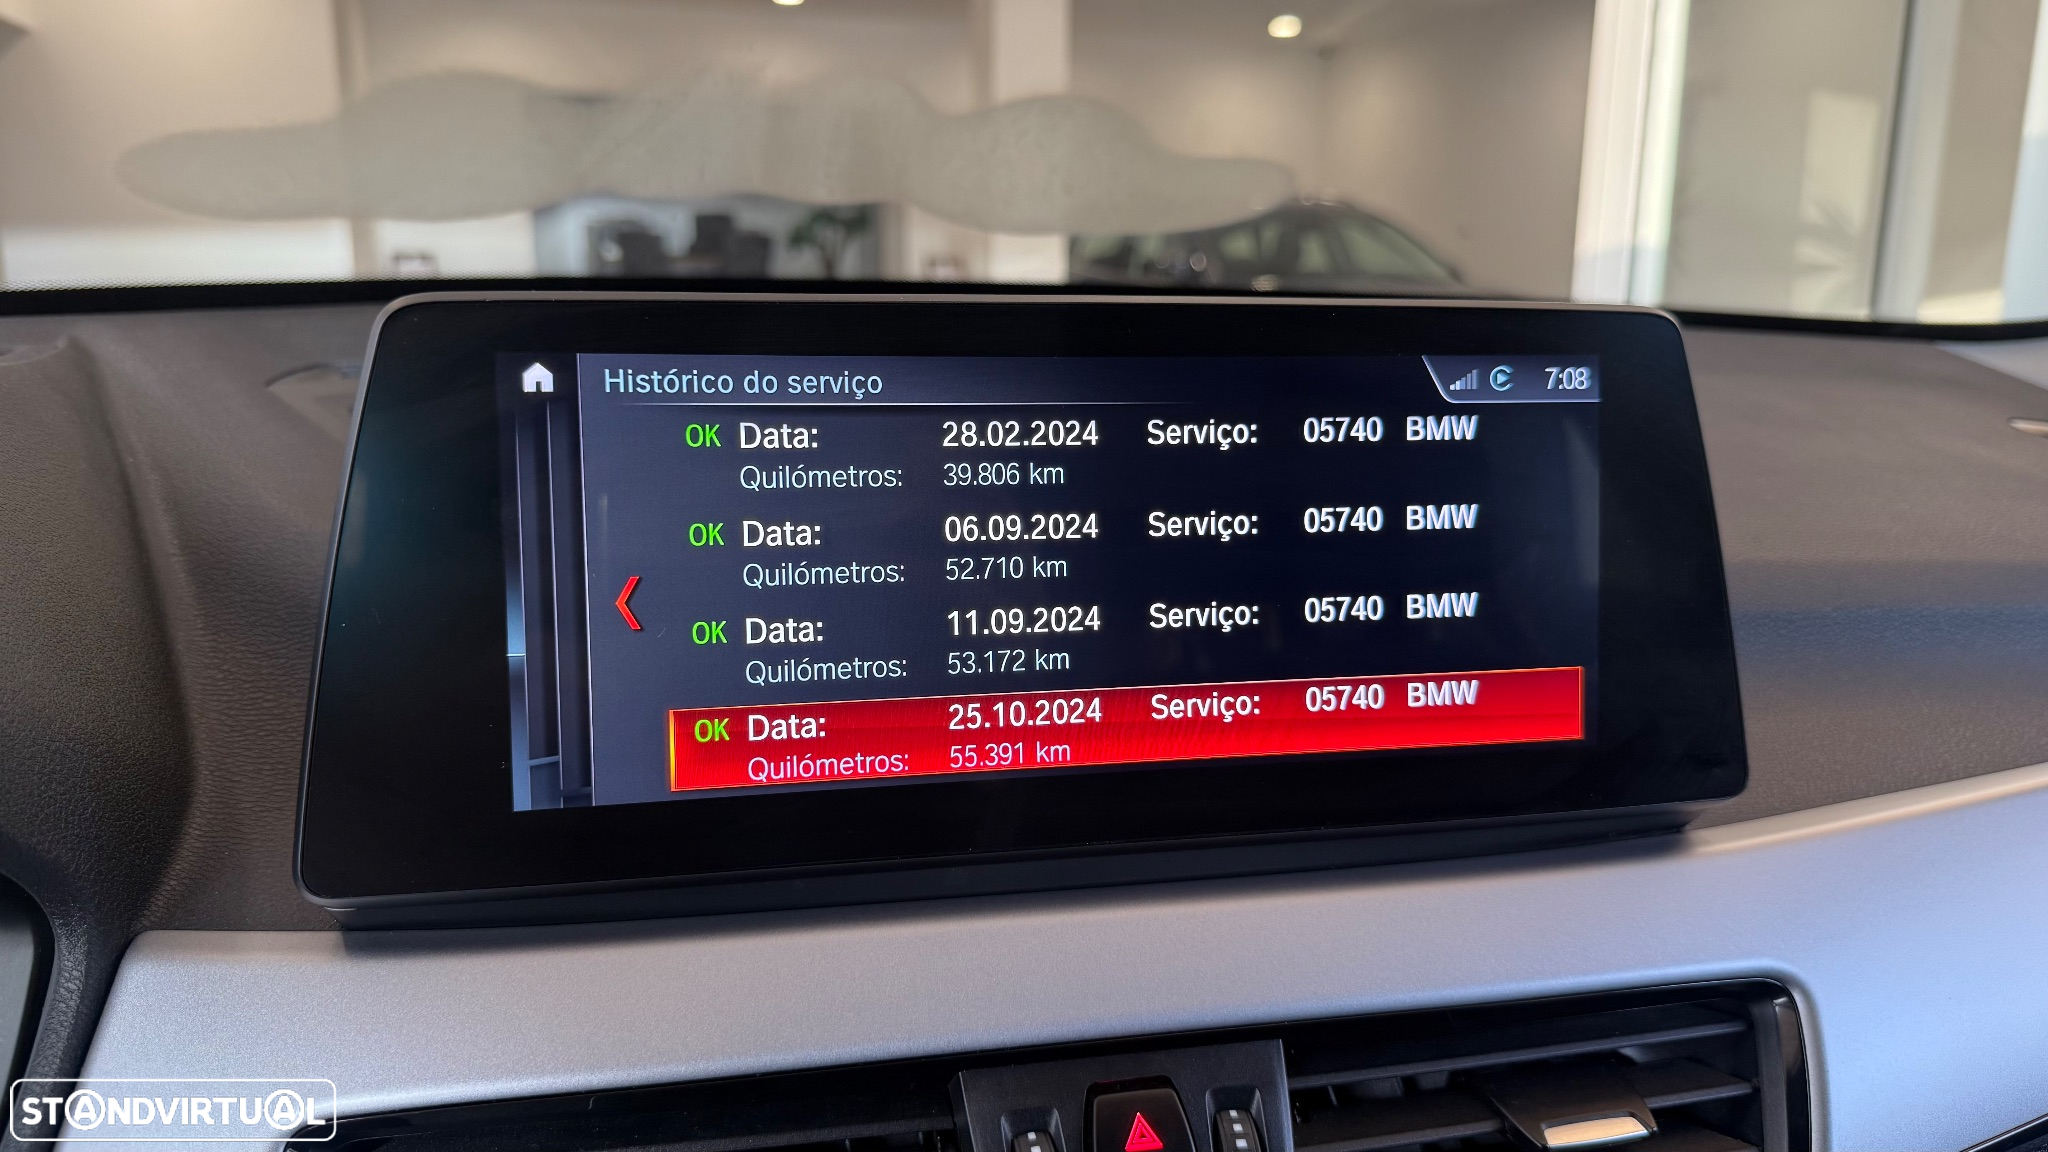 Histórico do serviço 7:08
OK Data: 28.02.2024 Serviço: 05740 BMW
Quilómetros: 39.806 km
OK Data: 06.09.2024 Serviço: 05740 BMW
Quilómetros: 52.710 km
OK Data: 11.09.2024 Serviço: 05740 BMW
Quilómetros: 53.172 km
OK Data: 25.10.2024 Serviço: 05740 BMW
Quilómetros: 55.391 km
STANDVIRTUAL